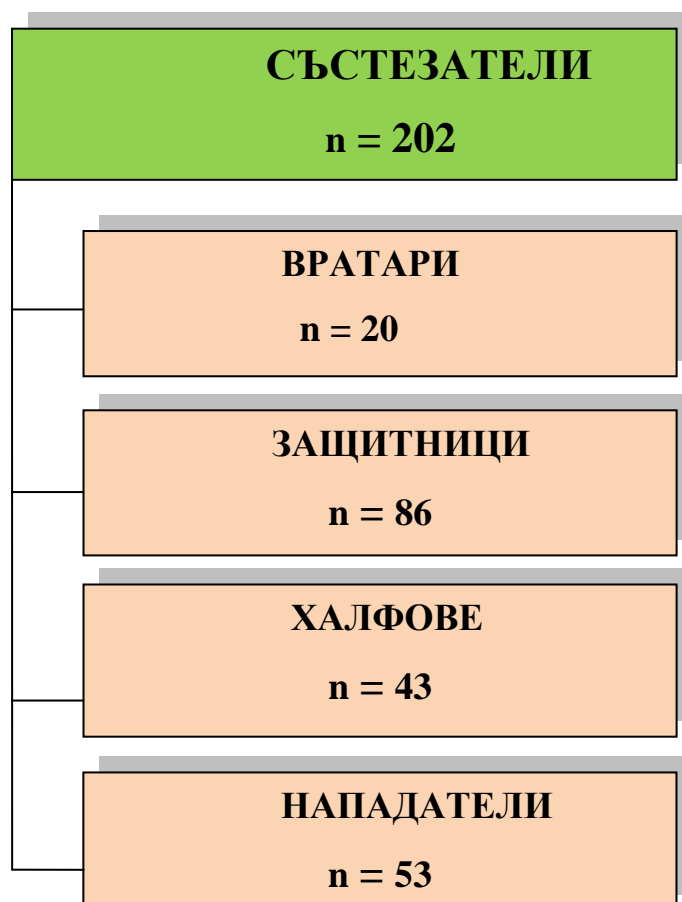 СЪСТЕЗАТЕЛИ
n = 202
ВРАТАРИ
n = 20
ЗАЩИТНИЦИ
n = 86
ХАЛФОВЕ
n = 43
НАПАДАТЕЛИ
n = 53